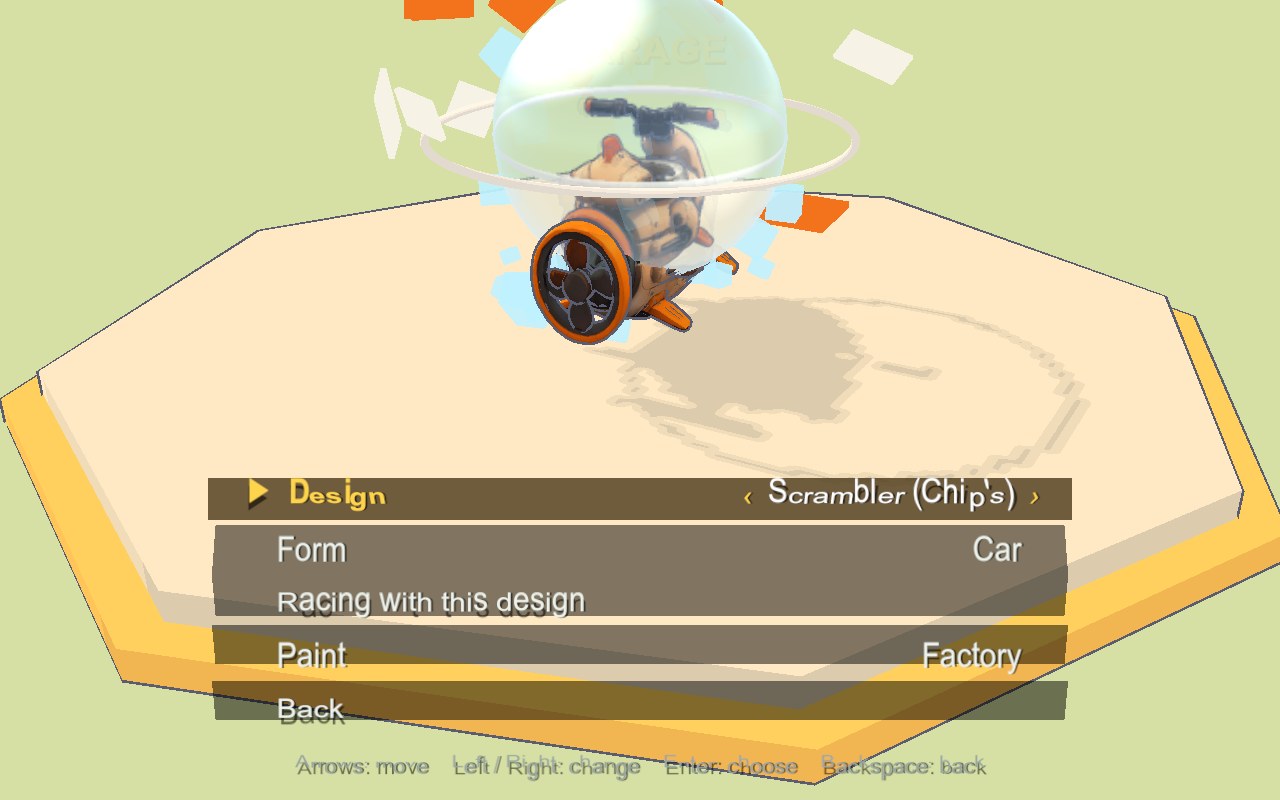 Design ‹ Scrambler (Chip's) ›
Form Car
Racing with this design
Paint Factory
Back
Arrows: move Left / Right: change Enter: choose Backspace: back